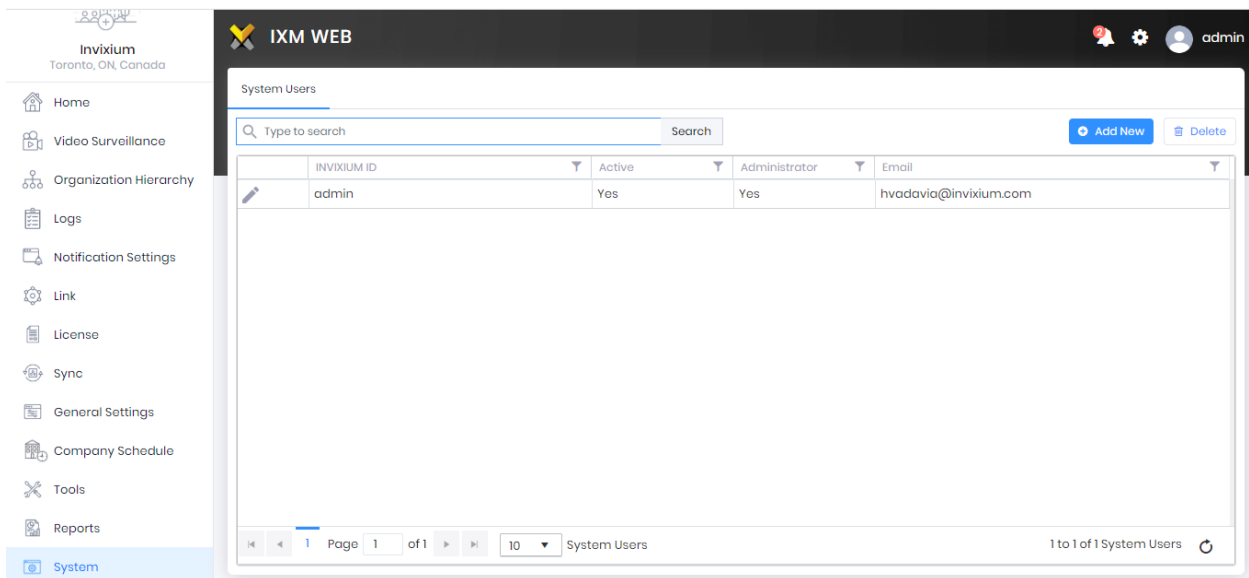 Invixium
Toronto, ON, Canada
Home
Video Surveillance
Organization Hierarchy
Logs
Notification Settings
Link
License
Sync
General Settings
Company Schedule
Tools
Reports
System
IXM WEB
2
admin
System Users
Type to search
Search
Add New
Delete
INVIXIUM ID Active Administrator Email
admin Yes Yes hvadavia@invixium.com
1 Page 1 of 1 10 System Users 1 to 1 of 1 System Users